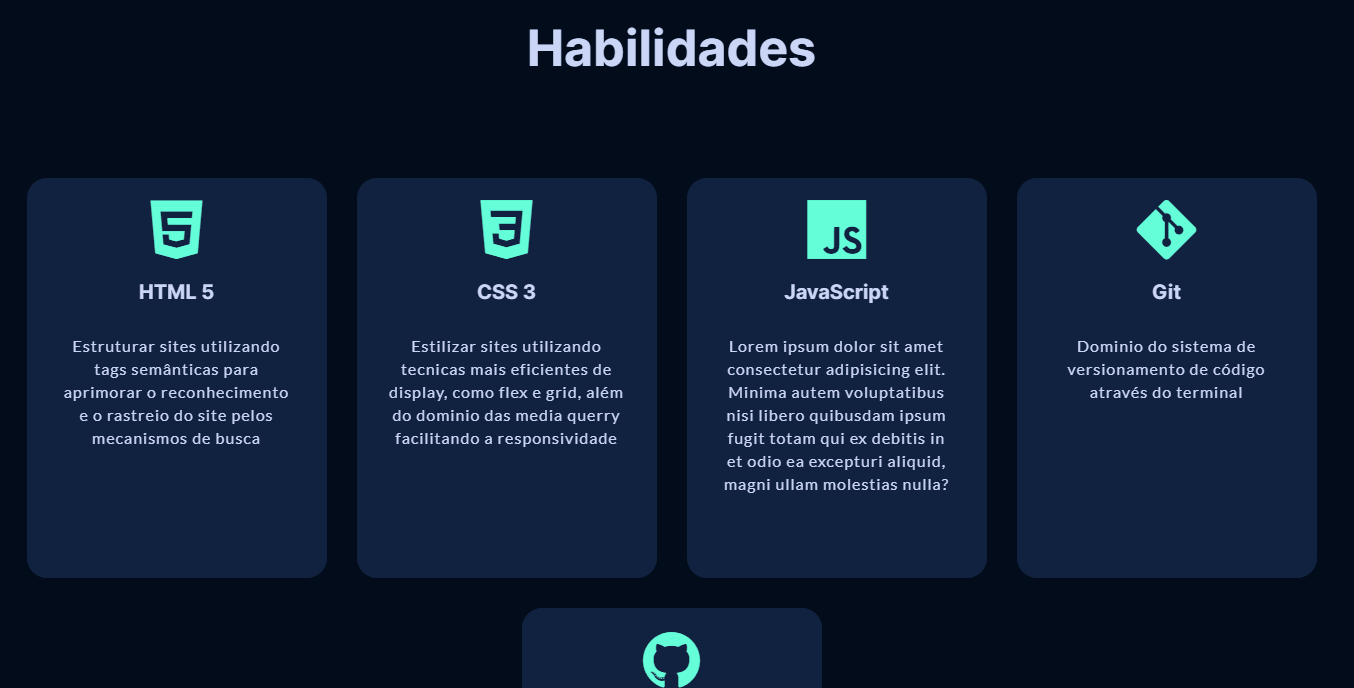 Habilidades
HTML 5
Estruturar sites utilizando
tags semânticas para
aprimorar o reconhecimento
e o rastreio do site pelos
mecanismos de busca
CSS 3
Estilizar sites utilizando
tecnicas mais eficientes de
display, como flex e grid, além
do dominio das media querry
facilitando a responsividade
JS
JavaScript
Lorem ipsum dolor sit amet
consectetur adipisicing elit.
Minima autem voluptatibus
nisi libero quibusdam ipsum
fugit totam qui ex debitis in
et odio ea excepturi aliquid,
magni ullam molestias nulla?
Git
Dominio do sistema de
versionamento de código
através do terminal